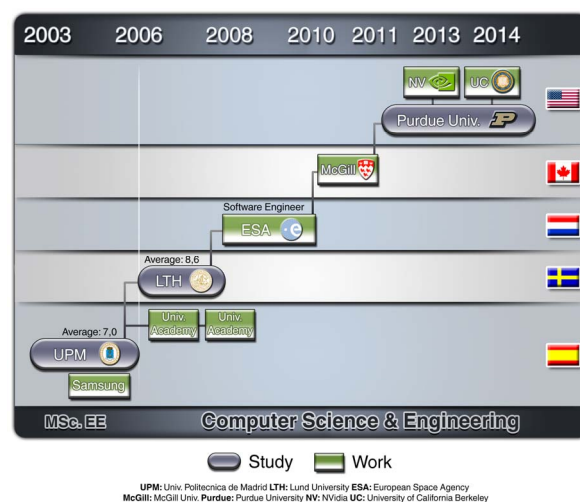 2003 2006 2008 2010 2011 2013 2014
NV UC
Purdue Univ. P
McGill
Software Engineer
ESA
Average: 8,6
LTH
Univ. Academy Univ. Academy
Average: 7,0
UPM
Samsung
MSc. EE Computer Science & Engineering
Study Work
UPM: Univ. Politecnica de Madrid LTH: Lund University ESA: European Space Agency
McGill: McGill Univ. Purdue: Purdue University NV: NVidia UC: University of California Berkeley